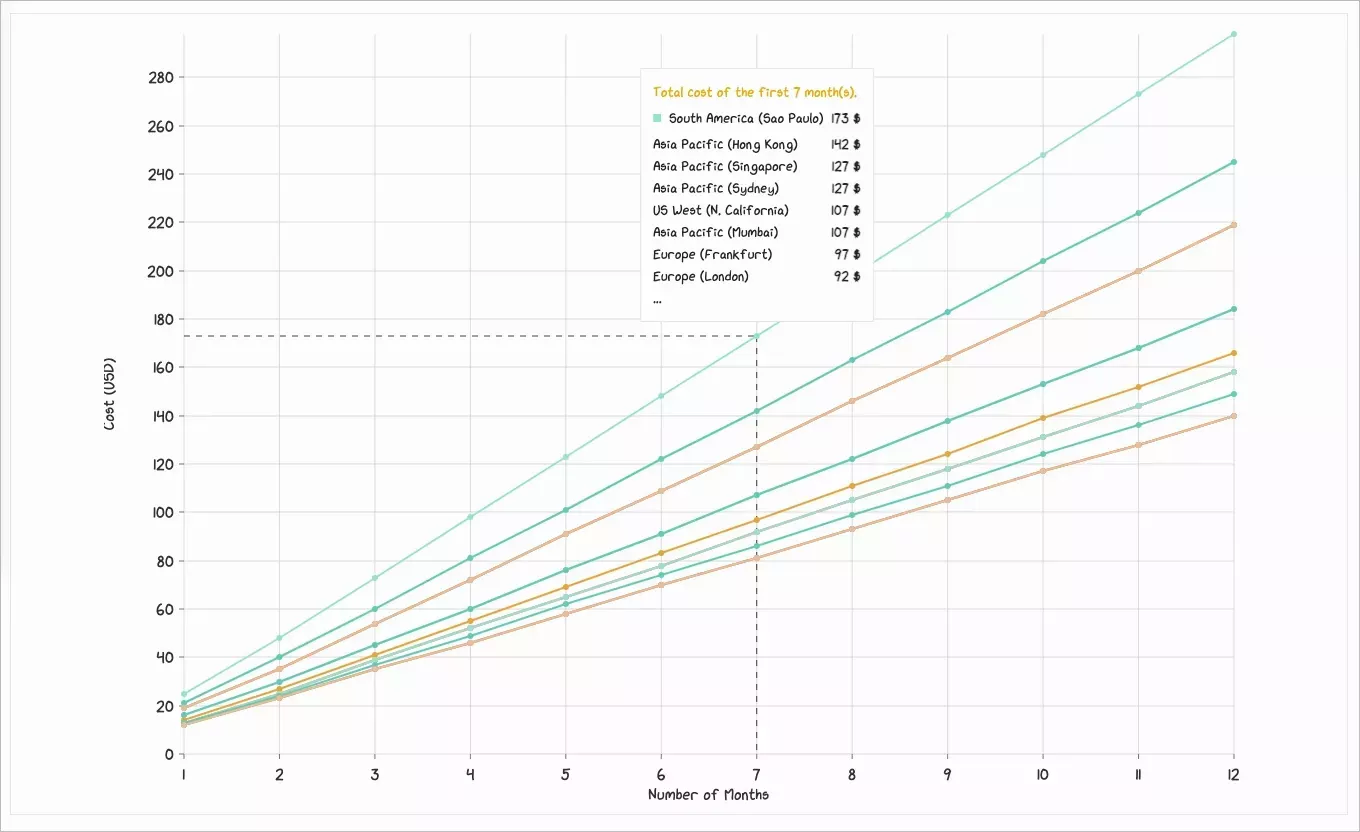 Total cost of the first 7 month(s).
South America (Sao Paulo) 173 $
Asia Pacific (Hong Kong) 142 $
Asia Pacific (Singapore) 127 $
Asia Pacific (Sydney) 127 $
US West (N. California) 107 $
Asia Pacific (Mumbai) 107 $
Europe (Frankfurt) 97 $
Europe (London) 92 $
...
280
260
240
220
200
180
160
140
120
100
80
60
40
20
0
Cost (USD)
1 2 3 4 5 6 7 8 9 10 11 12
Number of Months